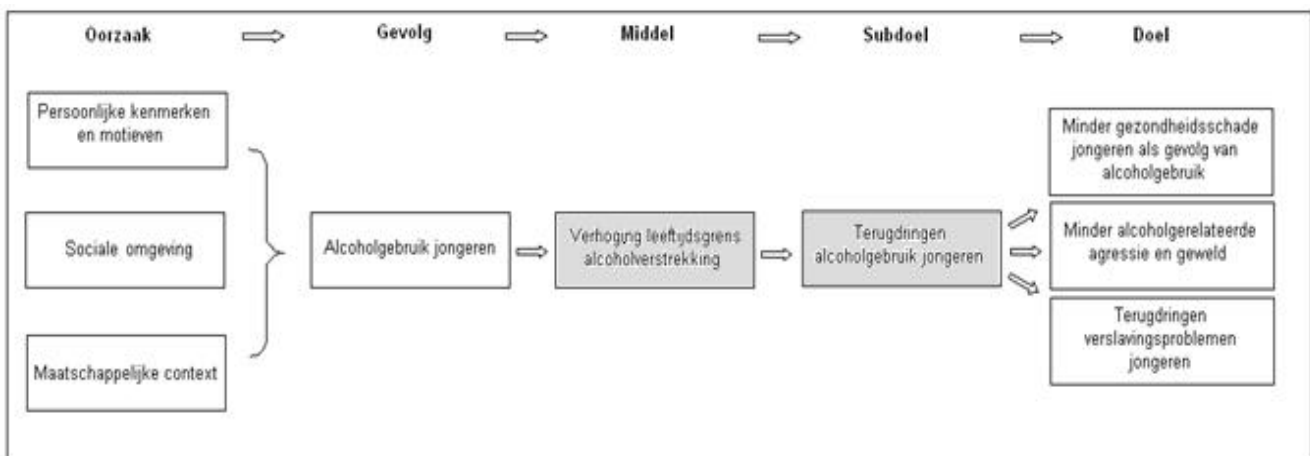 Oorzaak
Gevolg
Middel
Subdoel
Doel
Persoonlijke kenmerken
en motieven
Sociale omgeving
Maatschappelijke context
Alcoholgebruik jongeren
Verhoging leeftijdsgrens
alcoholverstrekking
Terugdringen
alcoholgebruik jongeren
Minder gezondheidsschade
jongeren als gevolg van
alcoholgebruik
Minder alcoholgerelateerde
agressie en geweld
Terugdringen
verslavingsproblemen
jongeren